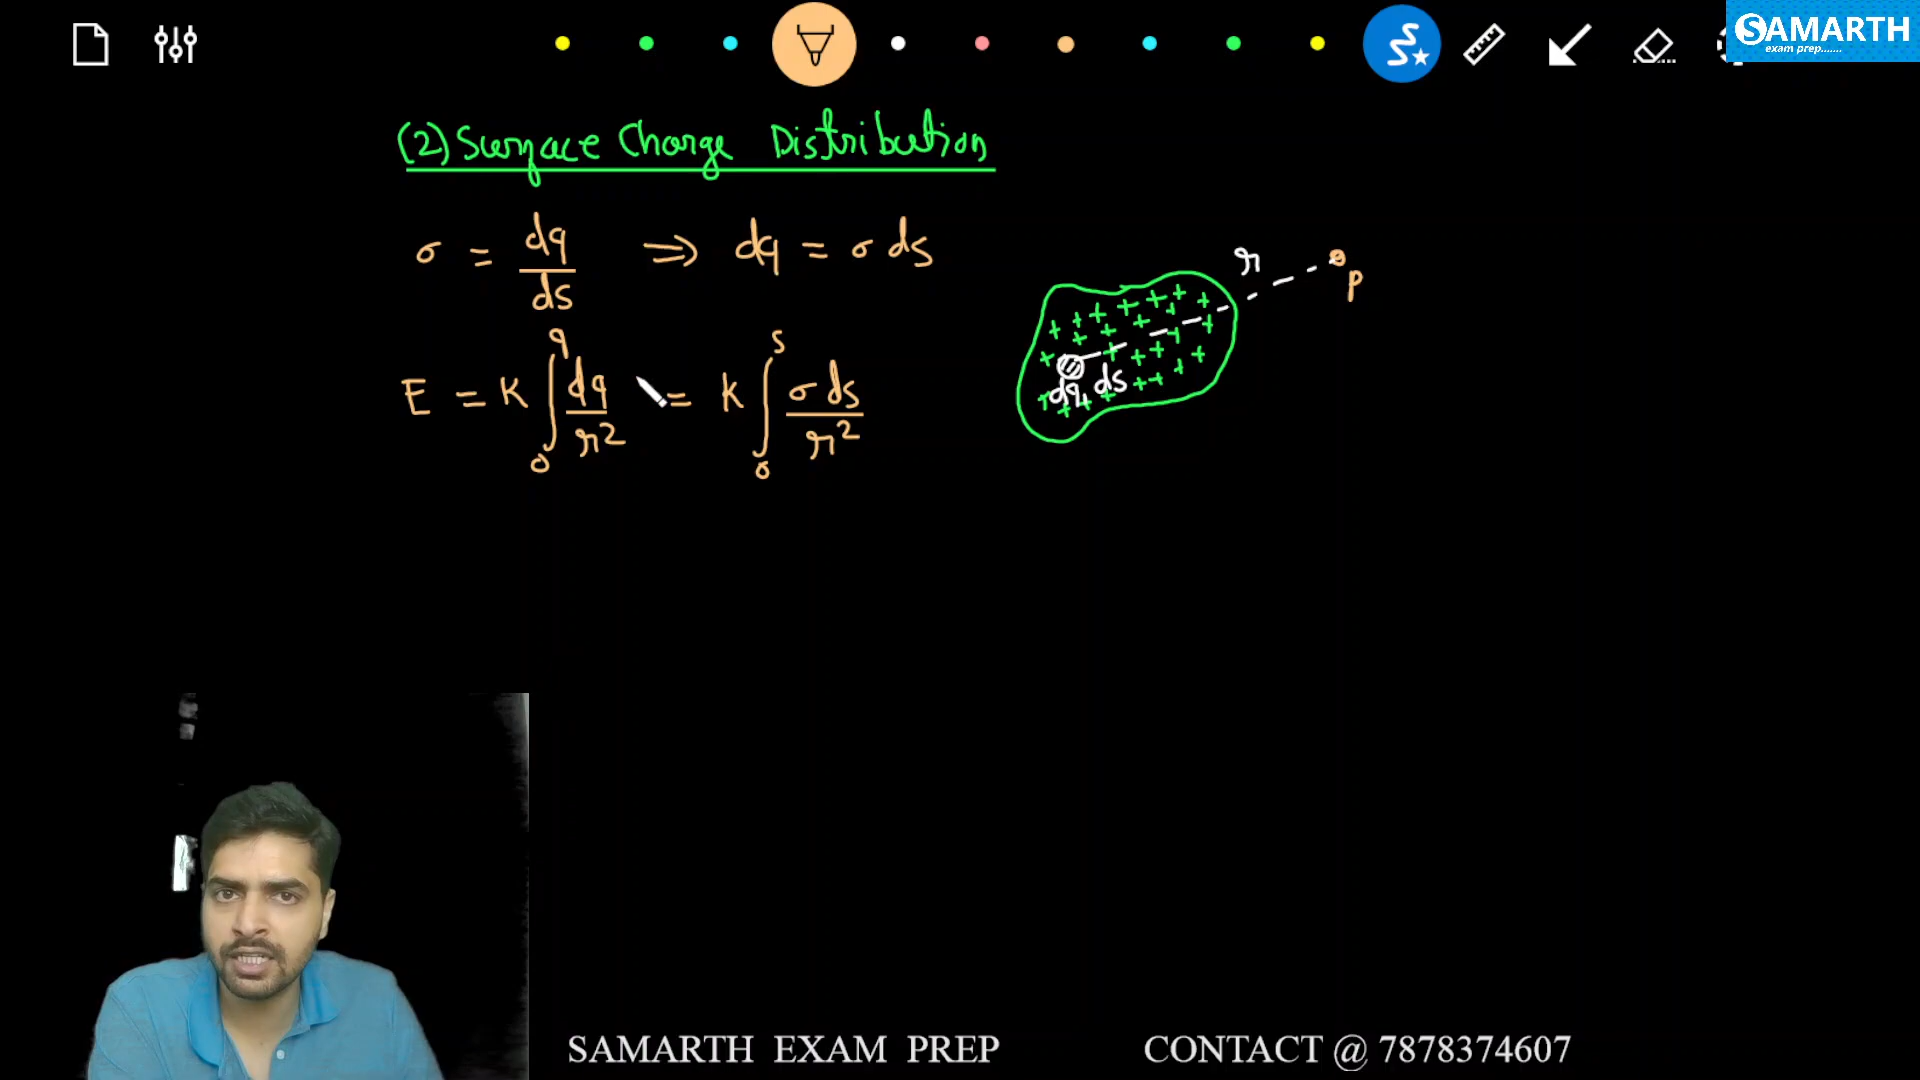 SAMARTH
exam prep.......
(2) Surface Charge Distribution
σ = dq/ds ⇒ dq = σ ds
E = K ∫₀^q dq/r² = K ∫₀^s σ ds/r²
r
P
+ + + + + + + + + + + + + + + + + + + + + + + + + +
dq, ds
SAMARTH EXAM PREP CONTACT @ 7878374607